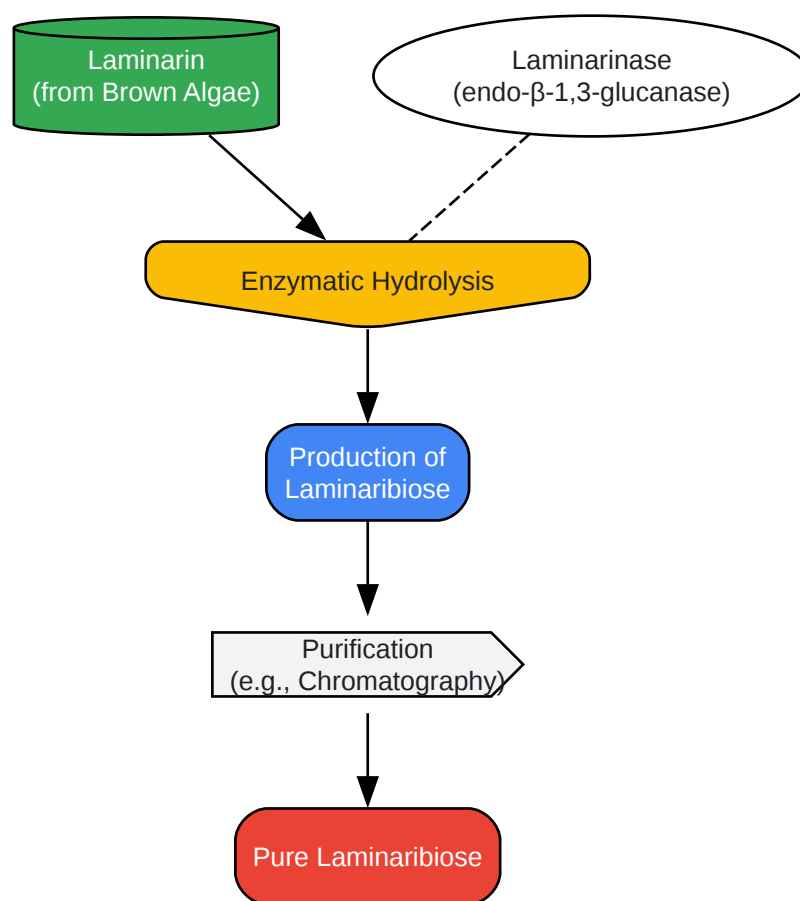 Laminarin
(from Brown Algae)
Laminarinase
(endo-β-1,3-glucanase)
Enzymatic Hydrolysis
Production of
Laminaribiose
Purification
(e.g., Chromatography)
Pure Laminaribiose